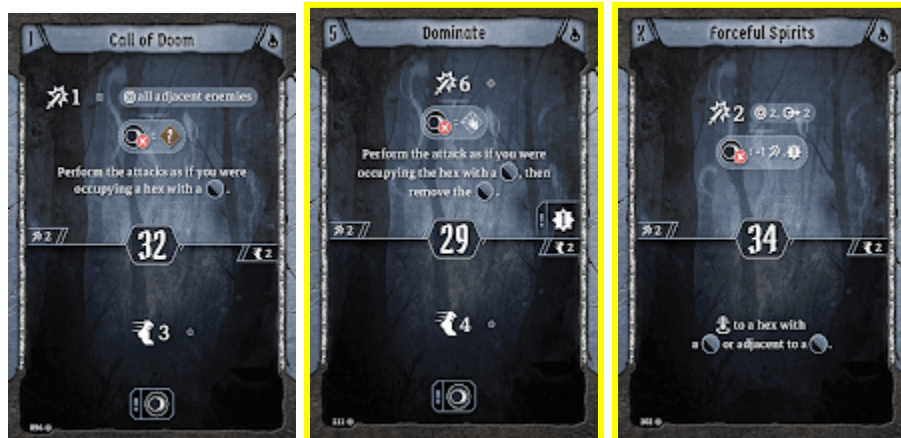 1
Call of Doom
1
all adjacent enemies
:
?
Perform the attacks as if you were
occupying a hex with a .
2
32
2
3
5
Dominate
6
:
Perform the attack as if you were
occupying the hex with a , then
remove the .
2
29
2
4
X
Forceful Spirits
2 2, 2
: +1 ,
2
34
2
to a hex with
a or adjacent to a .